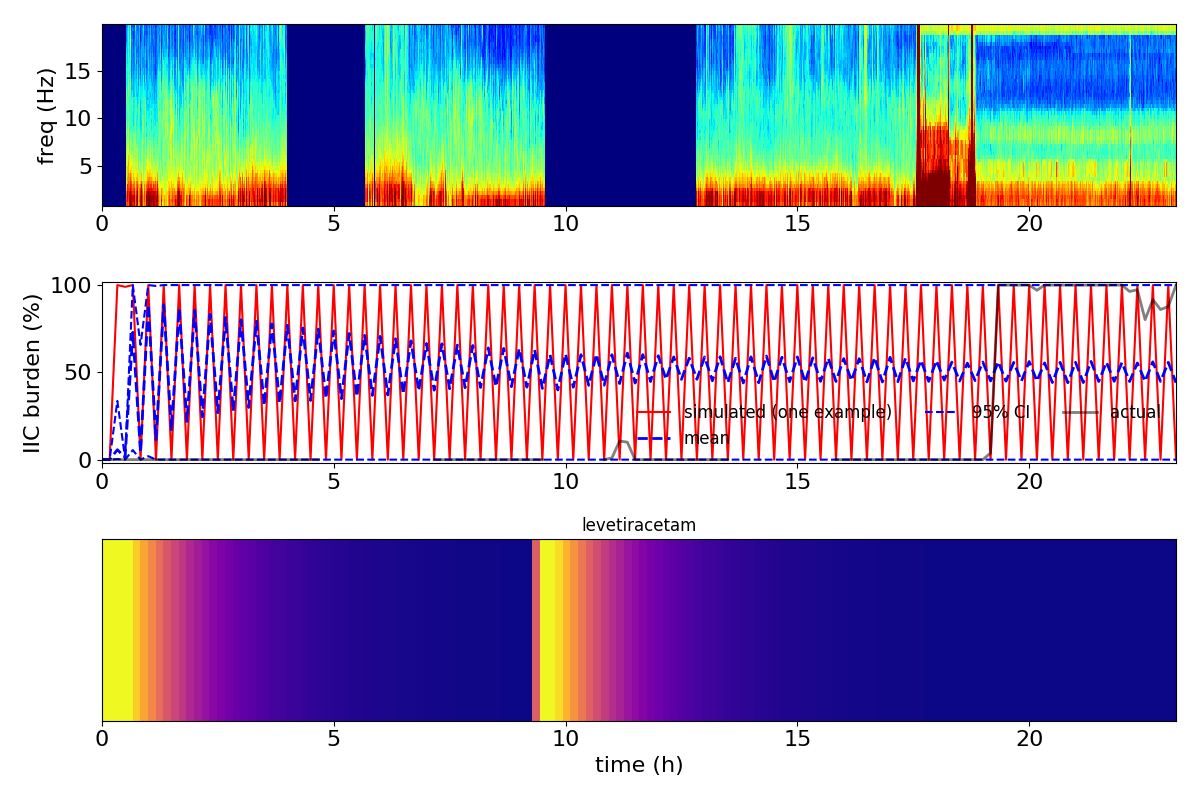 freq (Hz)
15
10
5
0 5 10 15 20
IIC burden (%)
100
50
0
simulated (one example) 95% CI actual
mean
0 5 10 15 20
levetiracetam
0 5 10 15 20
time (h)